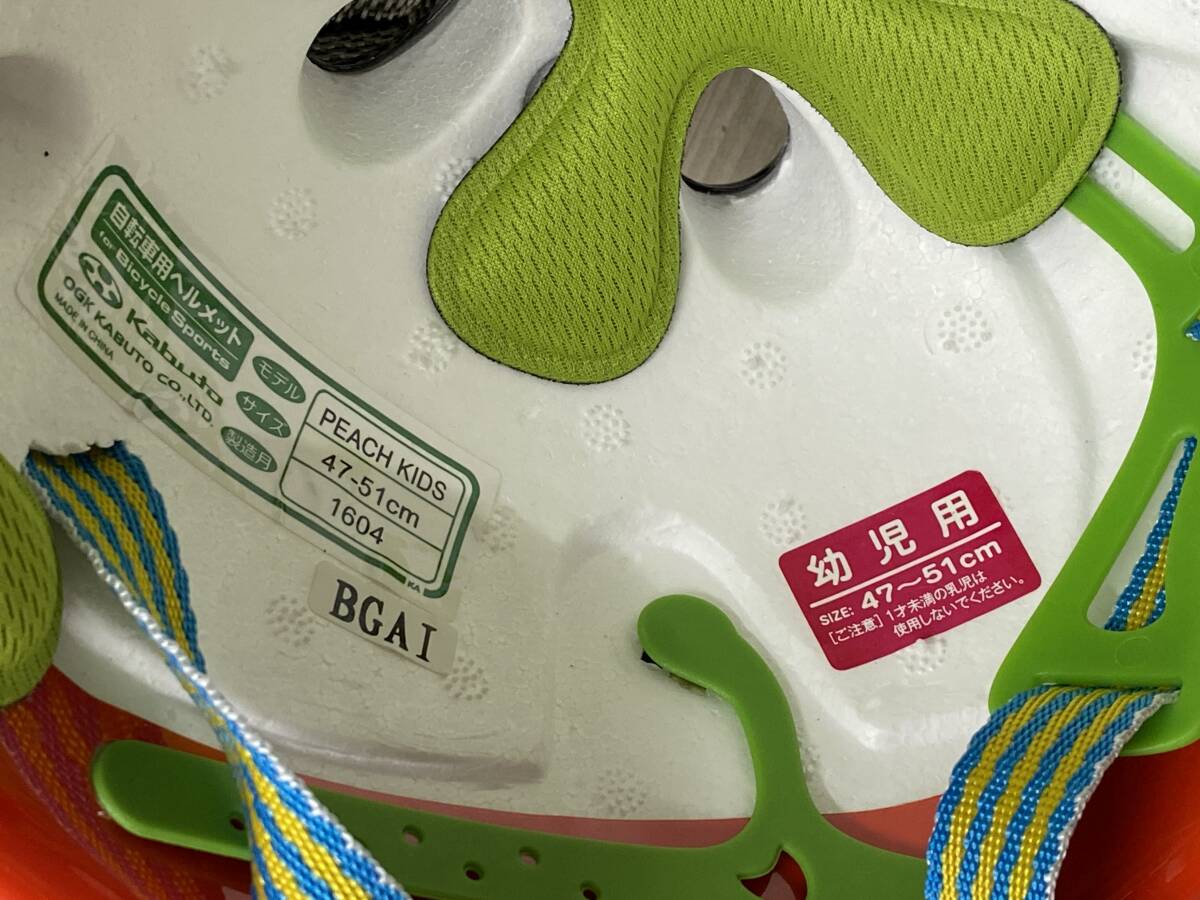 自転車用ヘルメット
for Bicycle Sports
Kabuto
OGK KABUTO CO.,LTD.
MADE IN CHINA
モデル PEACH KIDS
サイズ 47-51cm
製造月 1604
KA
BGAI
幼児用
SIZE: 47〜51cm
[ご注意] 1才未満の乳児は
使用しないでください。